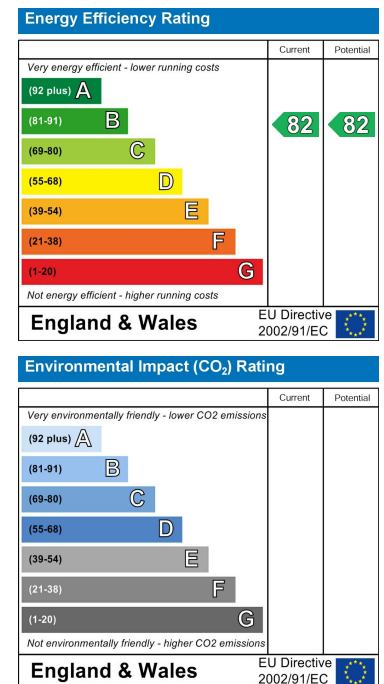 Energy Efficiency Rating
Current Potential
Very energy efficient - lower running costs
(92 plus) A
(81-91) B
82 82
(69-80) C
(55-68) D
(39-54) E
(21-38) F
(1-20) G
Not energy efficient - higher running costs
England & Wales
EU Directive
2002/91/EC
Environmental Impact (CO₂) Rating
Current Potential
Very environmentally friendly - lower CO2 emissions
(92 plus) A
(81-91) B
(69-80) C
(55-68) D
(39-54) E
(21-38) F
(1-20) G
Not environmentally friendly - higher CO2 emissions
England & Wales
EU Directive
2002/91/EC